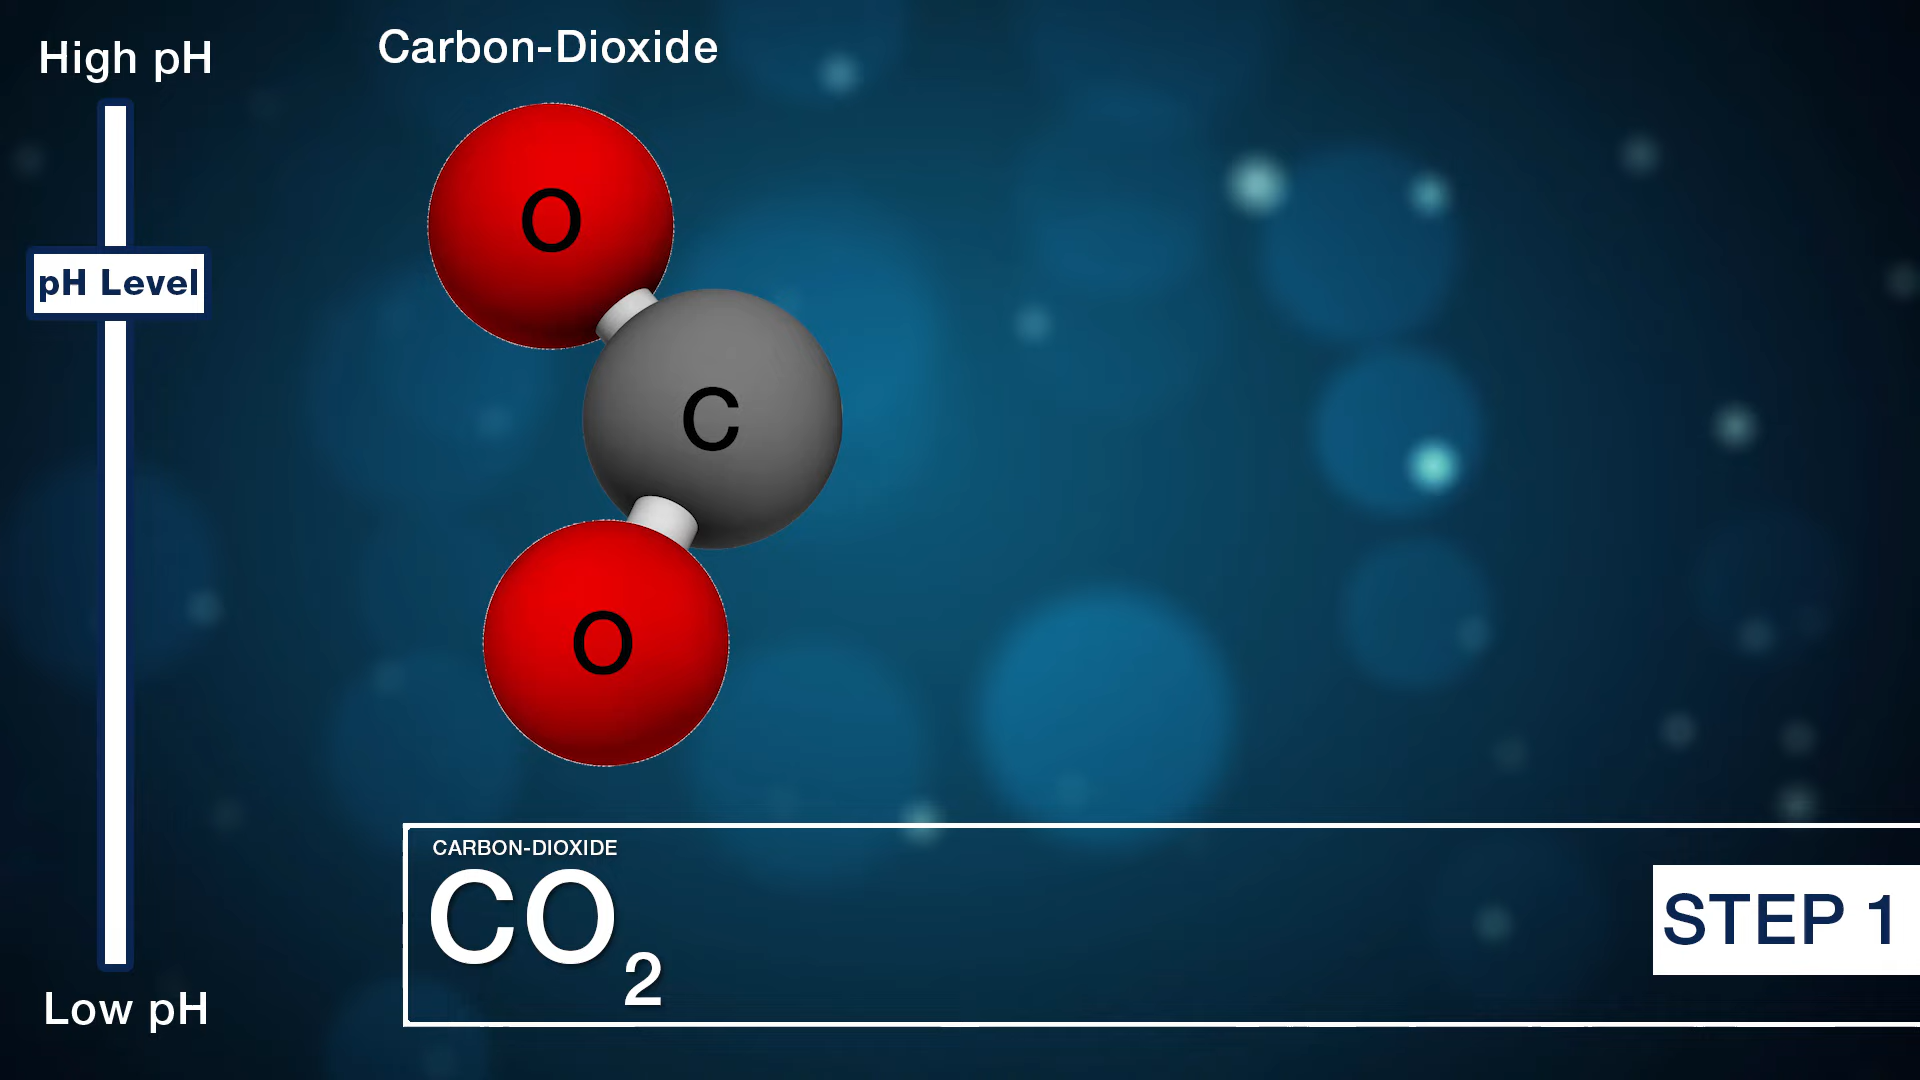 High pH
Carbon-Dioxide
O
pH Level
C
O
CARBON-DIOXIDE
CO2
STEP 1
Low pH